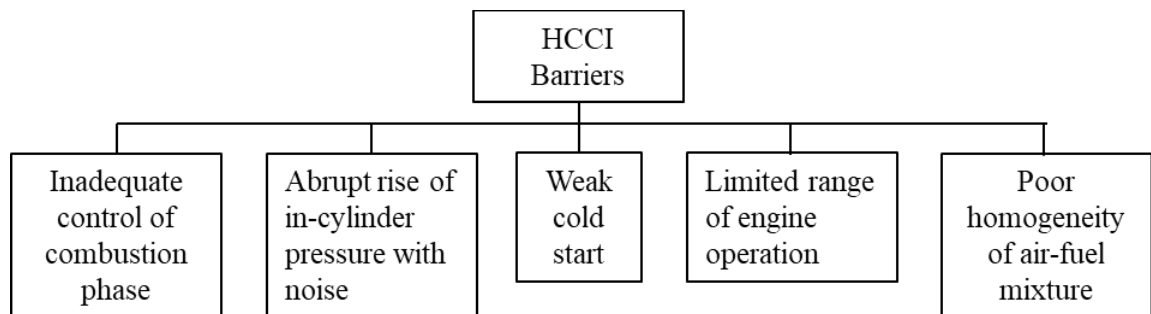 HCCI
Barriers
Inadequate
control of
combustion
phase
Abrupt rise of
in-cylinder
pressure with
noise
Weak
cold
start
Limited range
of engine
operation
Poor
homogeneity
of air-fuel
mixture